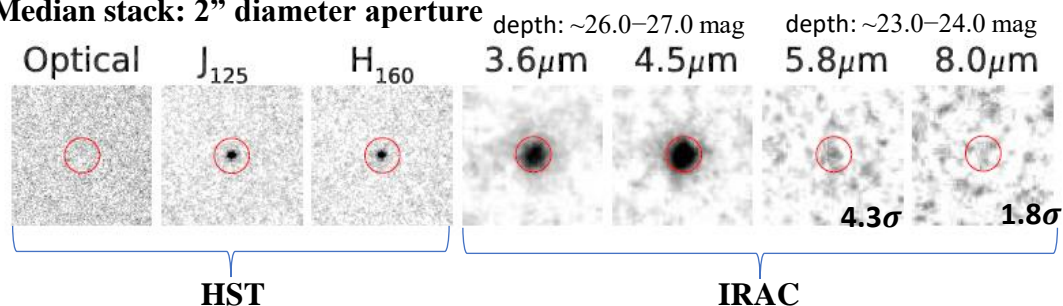 Median stack: 2” diameter aperture
depth: ~26.0−27.0 mag
depth: ~23.0−24.0 mag
Optical J₁₂₅ H₁₆₀ 3.6μm 4.5μm 5.8μm 8.0μm
4.3σ 1.8σ
HST IRAC